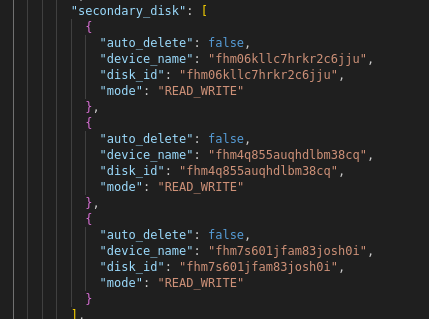 "secondary_disk": [
{
"auto_delete": false,
"device_name": "fhm06kllc7hrkr2c6jju",
"disk_id": "fhm06kllc7hrkr2c6jju",
"mode": "READ_WRITE"
},
{
"auto_delete": false,
"device_name": "fhm4q855auqhdlbm38cq",
"disk_id": "fhm4q855auqhdlbm38cq",
"mode": "READ_WRITE"
},
{
"auto_delete": false,
"device_name": "fhm7s601jfam83josh0i",
"disk_id": "fhm7s601jfam83josh0i",
"mode": "READ_WRITE"
}
],